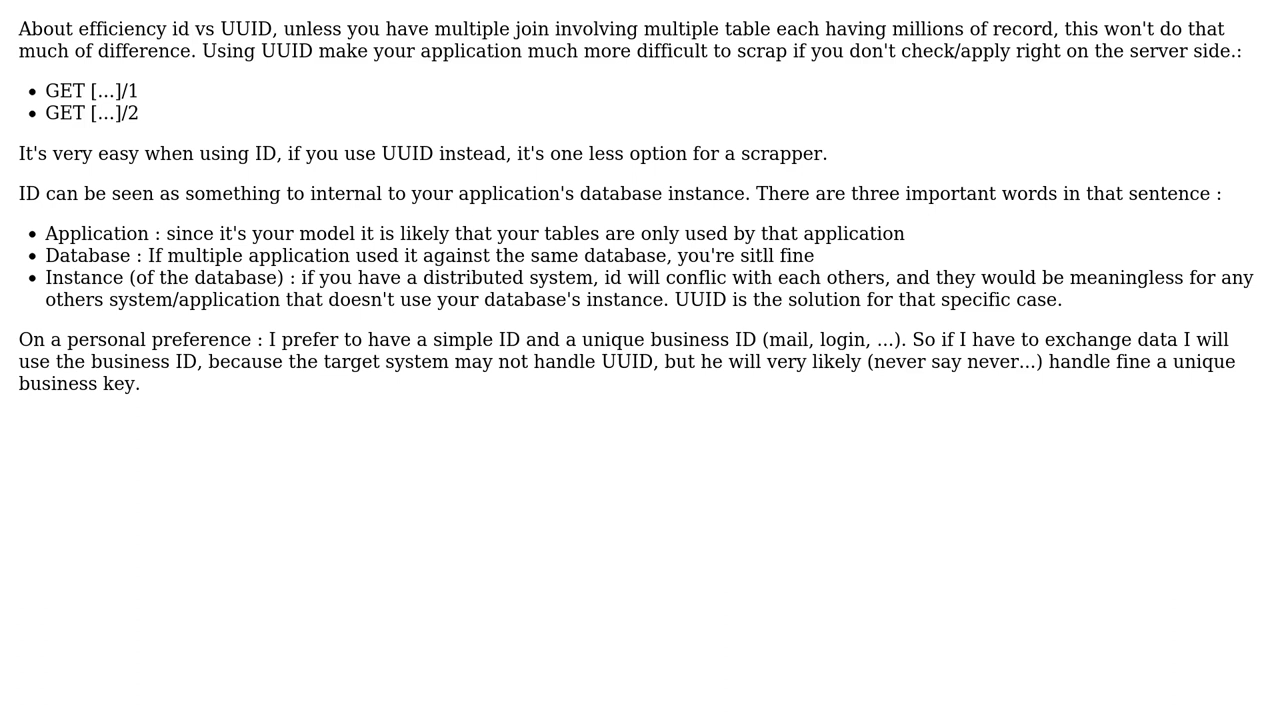 About efficiency id vs UUID, unless you have multiple join involving multiple table each having millions of record, this won't do that
much of difference. Using UUID make your application much more difficult to scrap if you don't check/apply right on the server side.:
• GET [...]/1
• GET [...]/2
It's very easy when using ID, if you use UUID instead, it's one less option for a scrapper.
ID can be seen as something to internal to your application's database instance. There are three important words in that sentence :
• Application : since it's your model it is likely that your tables are only used by that application
• Database : If multiple application used it against the same database, you're sitll fine
• Instance (of the database) : if you have a distributed system, id will conflic with each others, and they would be meaningless for any
others system/application that doesn't use your database's instance. UUID is the solution for that specific case.
On a personal preference : I prefer to have a simple ID and a unique business ID (mail, login, ...). So if I have to exchange data I will
use the business ID, because the target system may not handle UUID, but he will very likely (never say never...) handle fine a unique
business key.